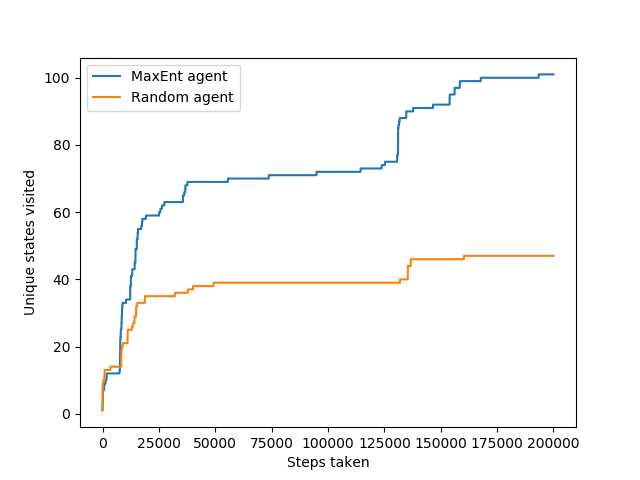 MaxEnt agent
Random agent
Unique states visited
100
80
60
40
20
0
0 25000 50000 75000 100000 125000 150000 175000 200000
Steps taken